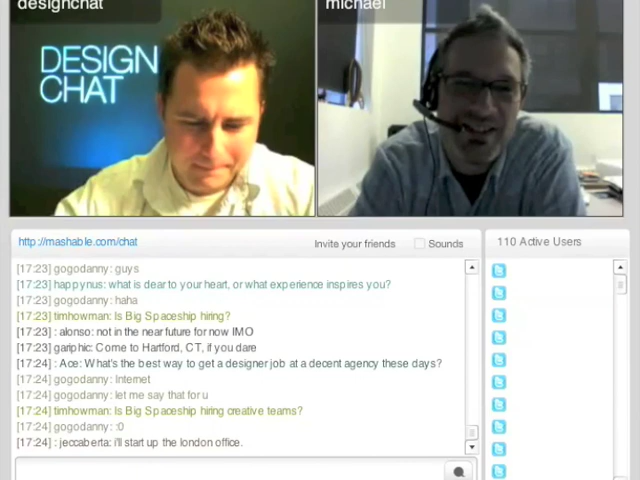 designchat
michael
DESIGN
CHAT
http://mashable.com/chat
Invite your friends
Sounds
110 Active Users
[17:23] gogodanny: guys
[17:23] happynus: what is dear to your heart, or what experience inspires you?
[17:23] gogodanny: haha
[17:23] timhowman: Is Big Spaceship hiring?
[17:23] : alonso: not in the near future for now IMO
[17:23] gariphic: Come to Hartford, CT, if you dare
[17:24] : Ace: What's the best way to get a designer job at a decent agency these days?
[17:24] gogodanny: Internet
[17:24] gogodanny: let me say that for u
[17:24] timhowman: Is Big Spaceship hiring creative teams?
[17:24] gogodanny: :0
[17:24] : jeccaberta: i'll start up the london office.